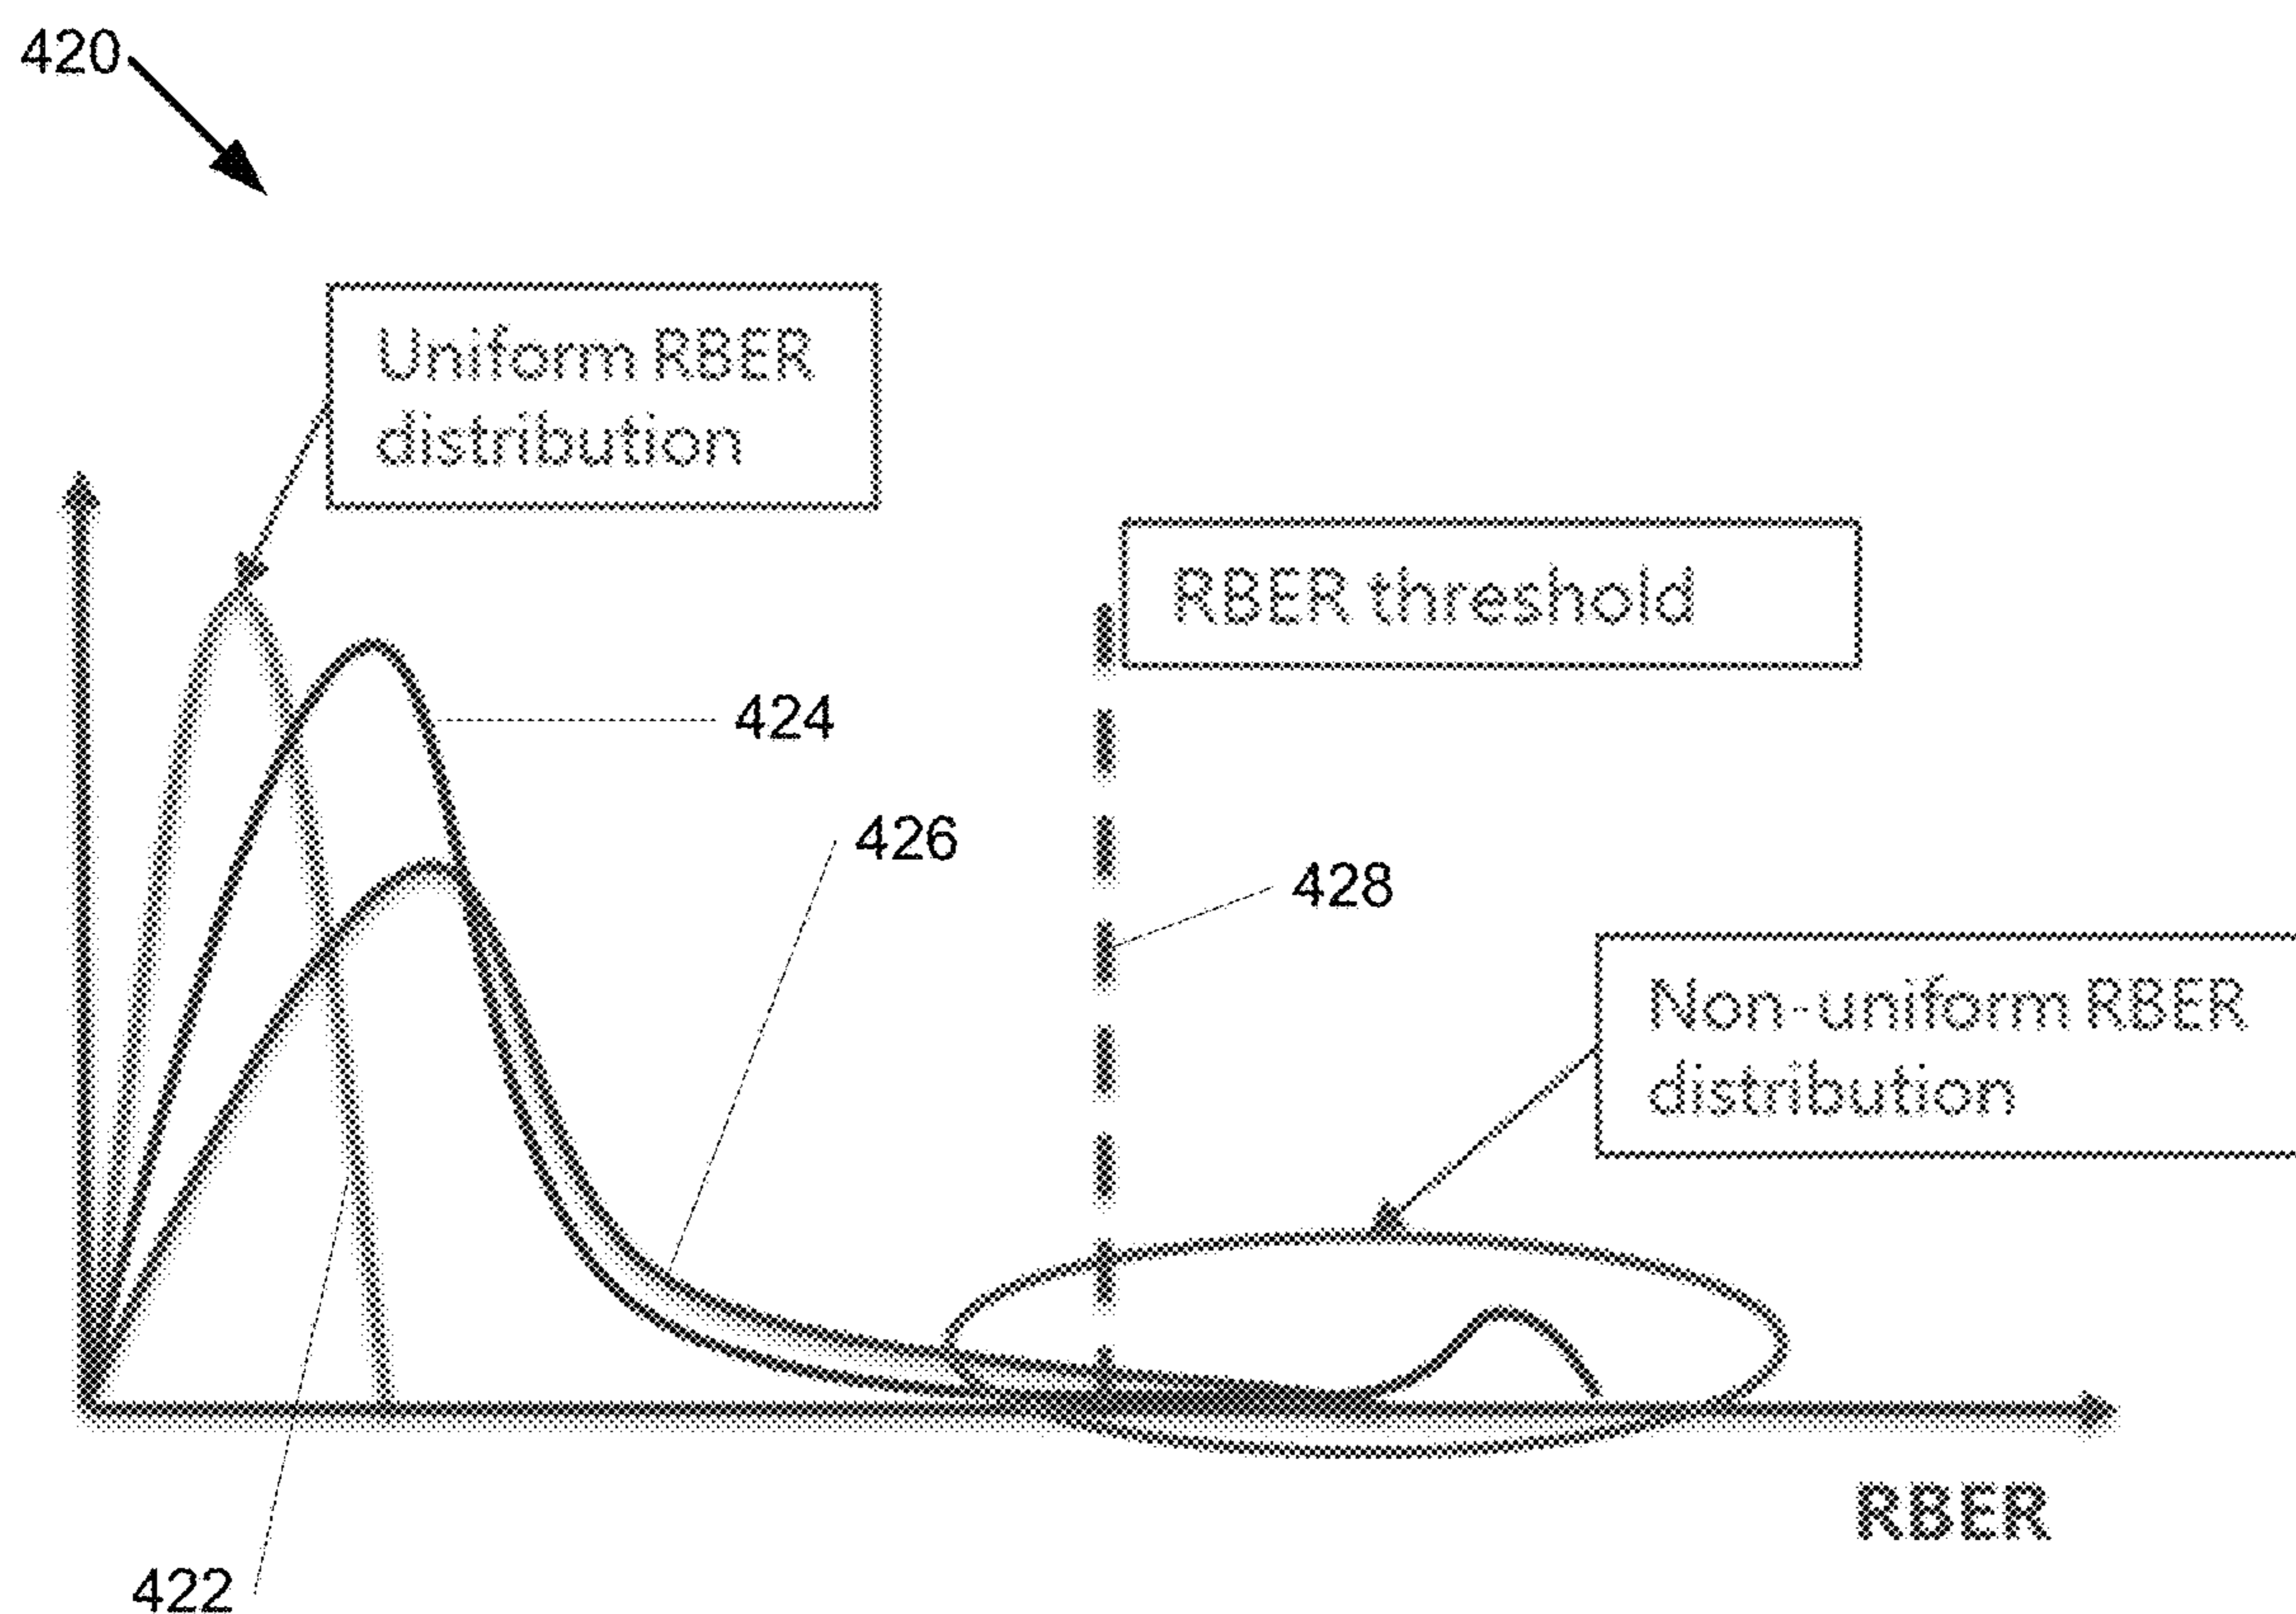 420
Uniform RBER
distribution
RBER threshold
424
426
428
Non-uniform RBER
distribution
RBER
422